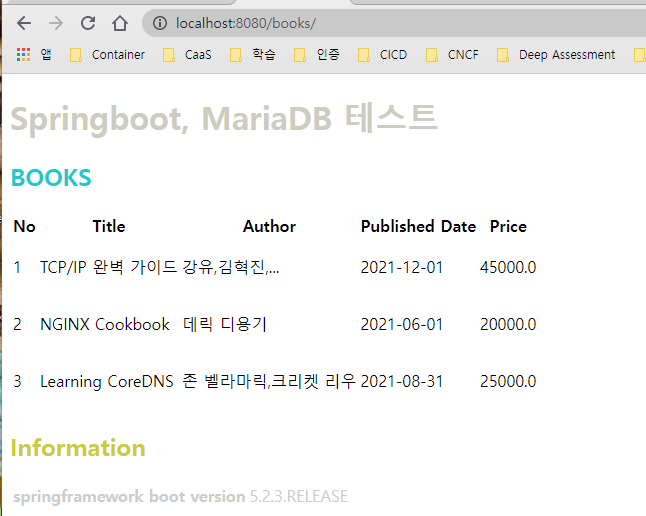 localhost:8080/books/
앱 Container CaaS 학습 인증 CICD CNCF Deep Assessment
Springboot, MariaDB 테스트
BOOKS
No Title Author Published Date Price
1 TCP/IP 완벽 가이드 강유,김혁진,... 2021-12-01 45000.0
2 NGINX Cookbook 데릭 디용기 2021-06-01 20000.0
3 Learning CoreDNS 존 벨라마릭,크리켓 리우 2021-08-31 25000.0
Information
springframework boot version 5.2.3.RELEASE